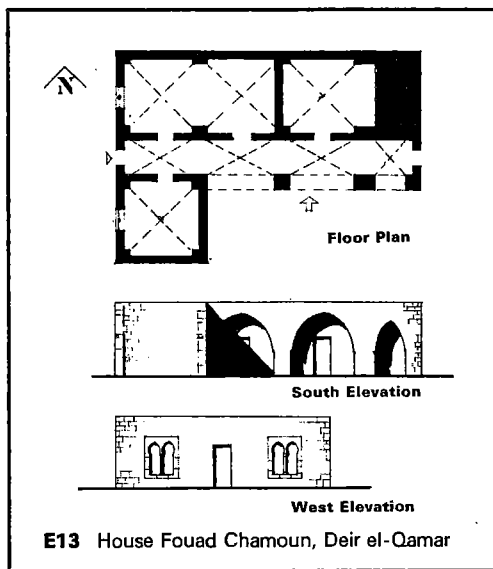 N
Floor Plan
South Elevation
West Elevation
E13 House Fouad Chamoun, Deir el-Qamar